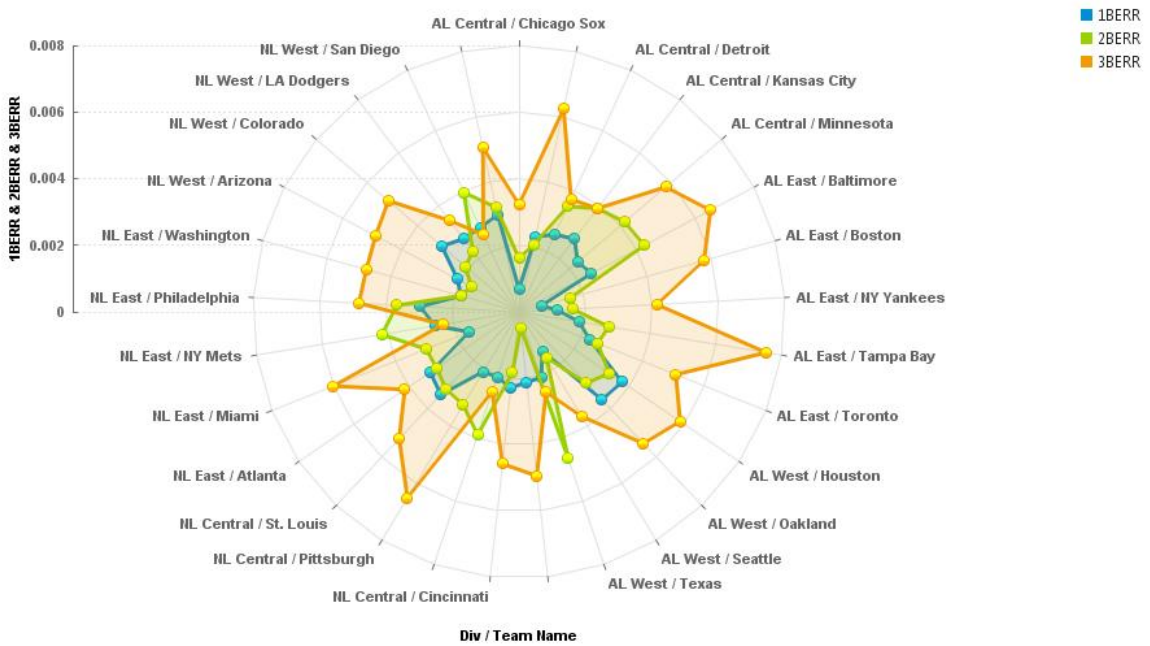 AL Central / Chicago Sox
AL Central / Detroit
AL Central / Kansas City
AL Central / Minnesota
AL East / Baltimore
AL East / Boston
AL East / NY Yankees
AL East / Tampa Bay
AL East / Toronto
AL West / Houston
AL West / Oakland
AL West / Seattle
AL West / Texas
NL Central / Cincinnati
NL Central / Pittsburgh
NL Central / St. Louis
NL East / Atlanta
NL East / Miami
NL East / NY Mets
NL East / Philadelphia
NL East / Washington
NL West / Arizona
NL West / Colorado
NL West / LA Dodgers
NL West / San Diego
0.008
0.006
0.004
0.002
0
1BERR & 2BERR & 3BERR
Div / Team Name
1BERR
2BERR
3BERR